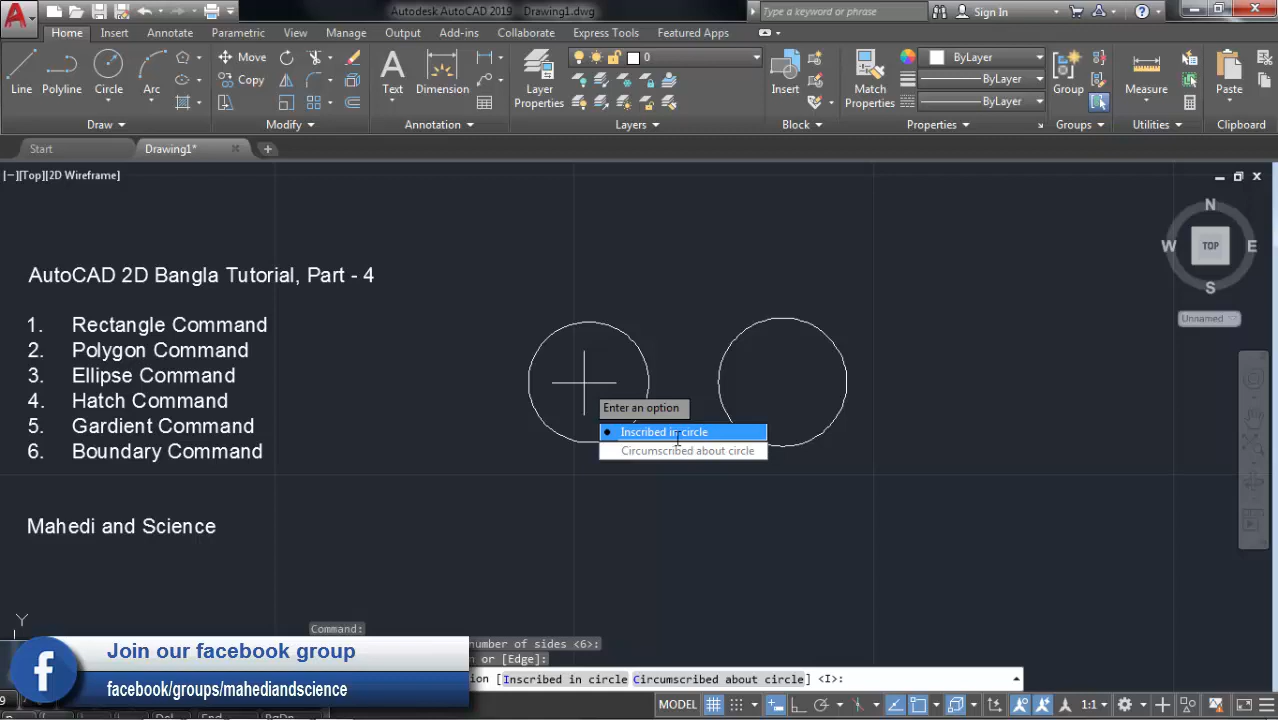 Autodesk AutoCAD 2019 Drawing1.dwg
Type a keyword or phrase
Sign In
Home Insert Annotate Parametric View Manage Output Add-ins Collaborate Express Tools Featured Apps
Line Polyline Circle Arc
Move
Copy
Text Dimension
Layer Properties
0
Insert
Match Properties
ByLayer
ByLayer
ByLayer
Group
Measure
Paste
Draw Modify Annotation Layers Block Properties Groups Utilities Clipboard
Start Drawing1*
[−][Top][2D Wireframe]
N
W TOP E
S
Unnamed
AutoCAD 2D Bangla Tutorial, Part - 4
1. Rectangle Command
2. Polygon Command
3. Ellipse Command
4. Hatch Command
5. Gardient Command
6. Boundary Command
Mahedi and Science
Enter an option
Inscribed in circle
Circumscribed about circle
Y
Command:
number of sides <6>:
on or [Edge]:
tion [Inscribed in circle Circumscribed about circle] <I>:
Join our facebook group
facebook/groups/mahediandscience
MODEL 1:1